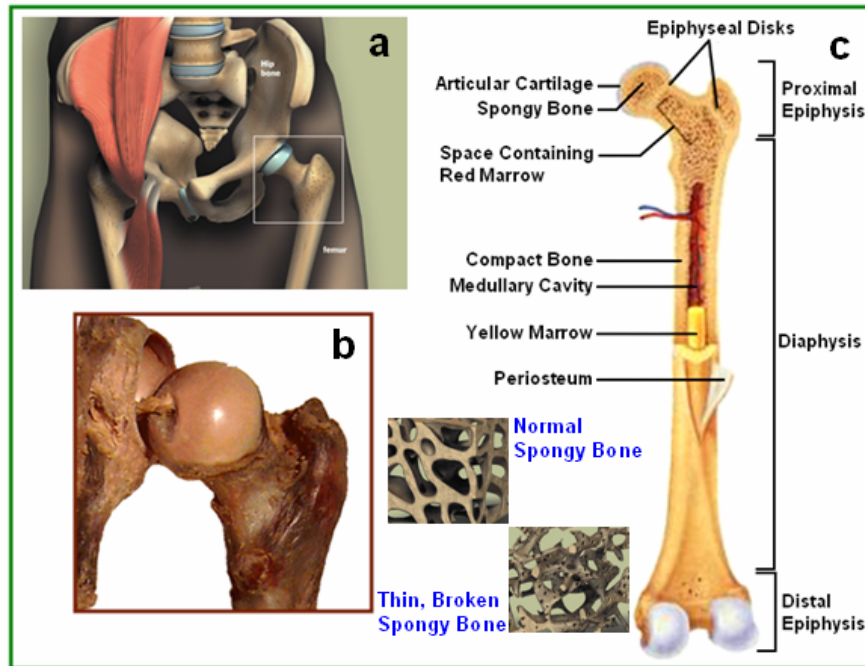 a
Hip
bone
femur
b
c
Epiphyseal Disks
Articular Cartilage
Spongy Bone
Space Containing
Red Marrow
Proximal
Epiphysis
Compact Bone
Medullary Cavity
Yellow Marrow
Periosteum
Diaphysis
Normal
Spongy Bone
Thin, Broken
Spongy Bone
Distal
Epiphysis